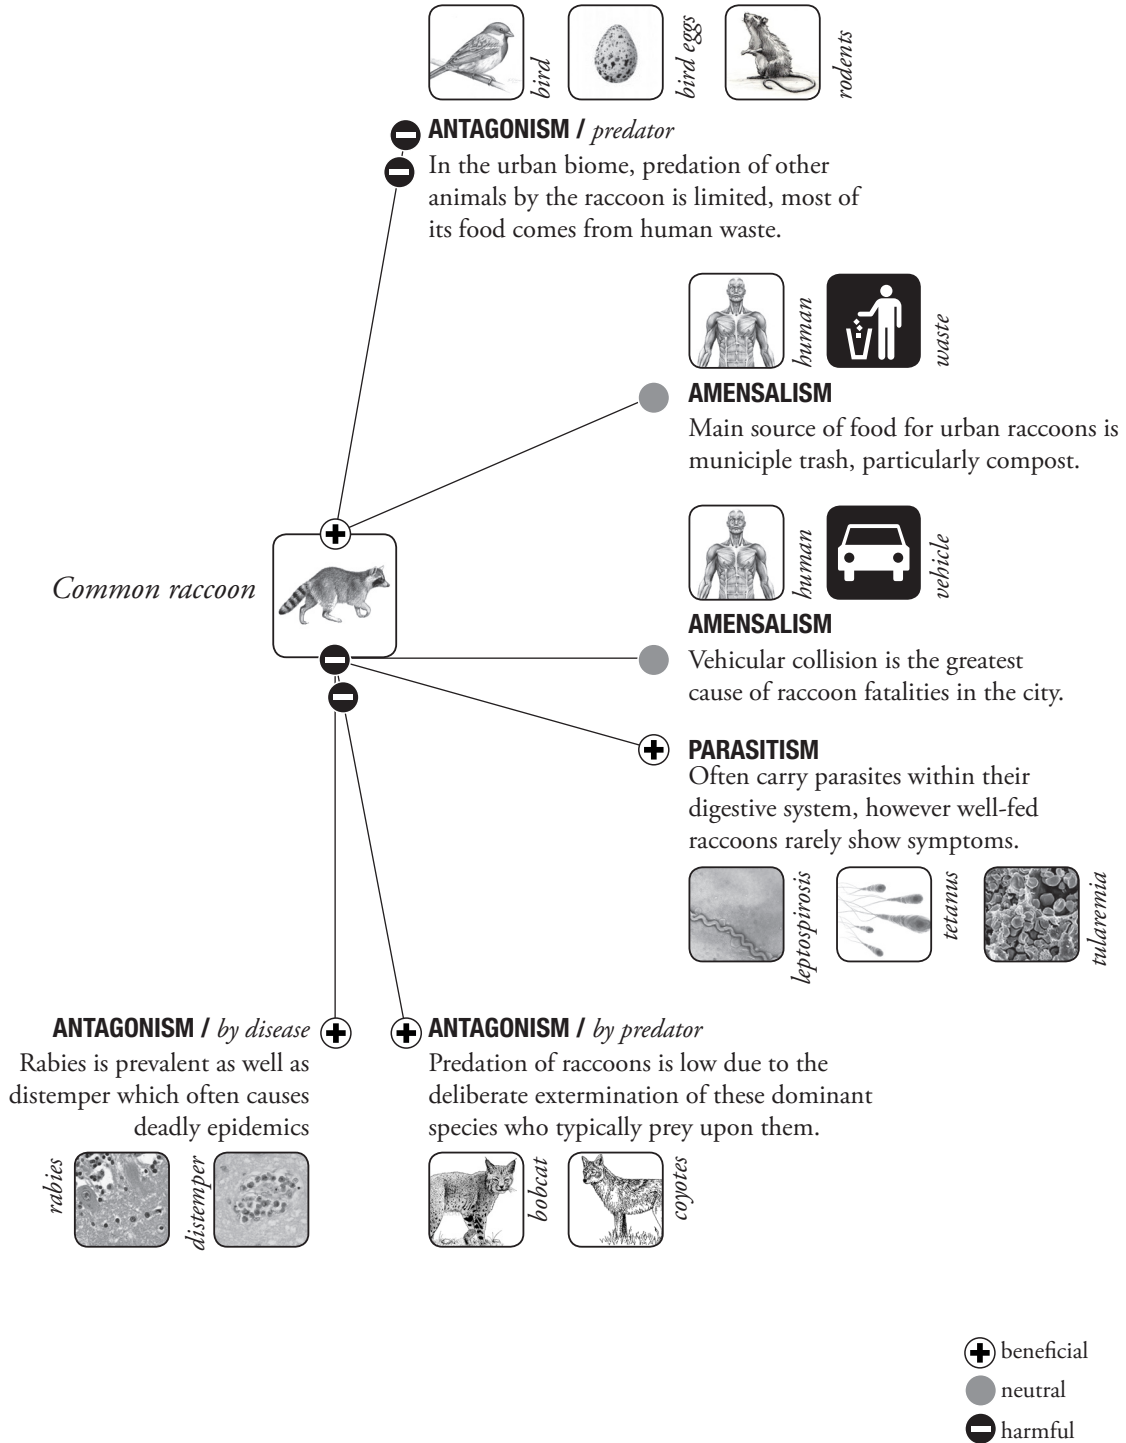 bird
bird eggs
rodents
ANTAGONISM / predator
In the urban biome, predation of other
animals by the raccoon is limited, most of
its food comes from human waste.
human
waste
AMENSALISM
Main source of food for urban raccoons is
municiple trash, particularly compost.
human
vehicle
AMENSALISM
Vehicular collision is the greatest
cause of raccoon fatalities in the city.
Common raccoon
PARASITISM
Often carry parasites within their
digestive system, however well-fed
raccoons rarely show symptoms.
leptospirosis
tetanus
tularemia
ANTAGONISM / by disease
Rabies is prevalent as well as
distemper which often causes
deadly epidemics
rabies
distemper
ANTAGONISM / by predator
Predation of raccoons is low due to the
deliberate extermination of these dominant
species who typically prey upon them.
bobcat
coyotes
beneficial
neutral
harmful